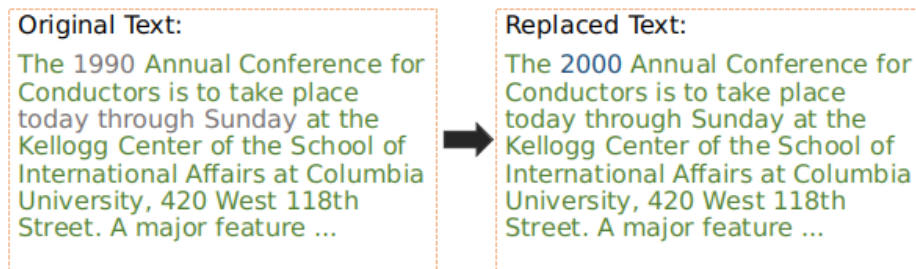 Original Text:
The 1990 Annual Conference for
Conductors is to take place
today through Sunday at the
Kellogg Center of the School of
International Affairs at Columbia
University, 420 West 118th
Street. A major feature ...
Replaced Text:
The 2000 Annual Conference for
Conductors is to take place
today through Sunday at the
Kellogg Center of the School of
International Affairs at Columbia
University, 420 West 118th
Street. A major feature ...